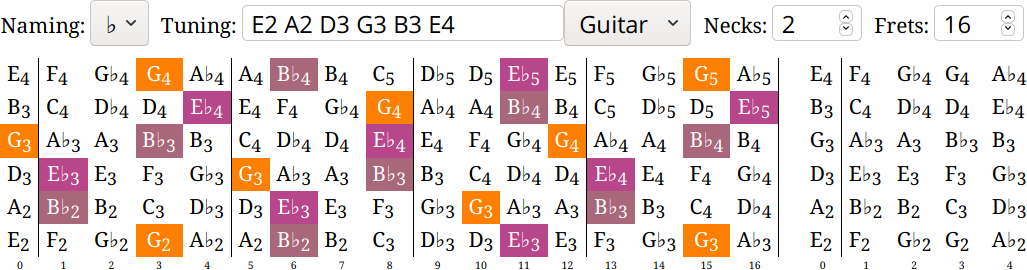 Naming: ♭ Tuning: E2 A2 D3 G3 B3 E4 Guitar Necks: 2 Frets: 16
E4 F4 G♭4 G4 A♭4 A4 B♭4 B4 C5 D♭5 D5 E♭5 E5 F5 G♭5 G5 A♭5 E4 F4 G♭4 G4 A♭4
B3 C4 D♭4 D4 E♭4 E4 F4 G♭4 G4 A♭4 A4 B♭4 B4 C5 D♭5 D5 E♭5 B3 C4 D♭4 D4 E♭4
G3 A♭3 A3 B♭3 B3 C4 D♭4 D4 E♭4 E4 F4 G♭4 G4 A♭4 A4 B♭4 B4 G3 A♭3 A3 B♭3 B3
D3 E♭3 E3 F3 G♭3 G3 A♭3 A3 B♭3 B3 C4 D♭4 D4 E♭4 E4 F4 G♭4 D3 E♭3 E3 F3 G♭3
A2 B♭2 B2 C3 D♭3 D3 E♭3 E3 F3 G♭3 G3 A♭3 A3 B♭3 B3 C4 D♭4 A2 B♭2 B2 C3 D♭3
E2 F2 G♭2 G2 A♭2 A2 B♭2 B2 C3 D♭3 D3 E♭3 E3 F3 G♭3 G3 A♭3 E2 F2 G♭2 G2 A♭2
0 1 2 3 4 5 6 7 8 9 10 11 12 13 14 15 16 0 1 2 3 4